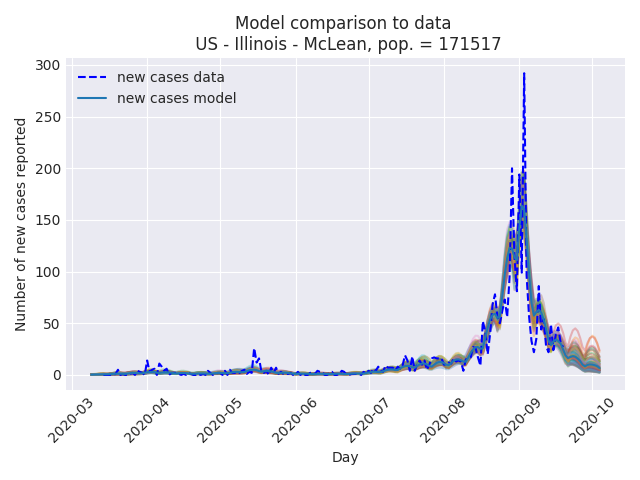 Model comparison to data
US - Illinois - McLean, pop. = 171517
new cases data
new cases model
Number of new cases reported
300
250
200
150
100
50
0
2020-03
2020-04
2020-05
2020-06
2020-07
2020-08
2020-09
2020-10
Day